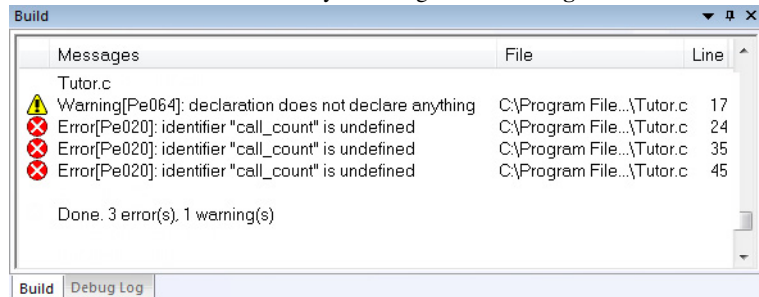 Build
Messages File Line
Tutor.c
Warning[Pe064]: declaration does not declare anything C:\Program File...\Tutor.c 17
Error[Pe020]: identifier "call_count" is undefined C:\Program File...\Tutor.c 24
Error[Pe020]: identifier "call_count" is undefined C:\Program File...\Tutor.c 35
Error[Pe020]: identifier "call_count" is undefined C:\Program File...\Tutor.c 45
Done. 3 error(s), 1 warning(s)
Build Debug Log